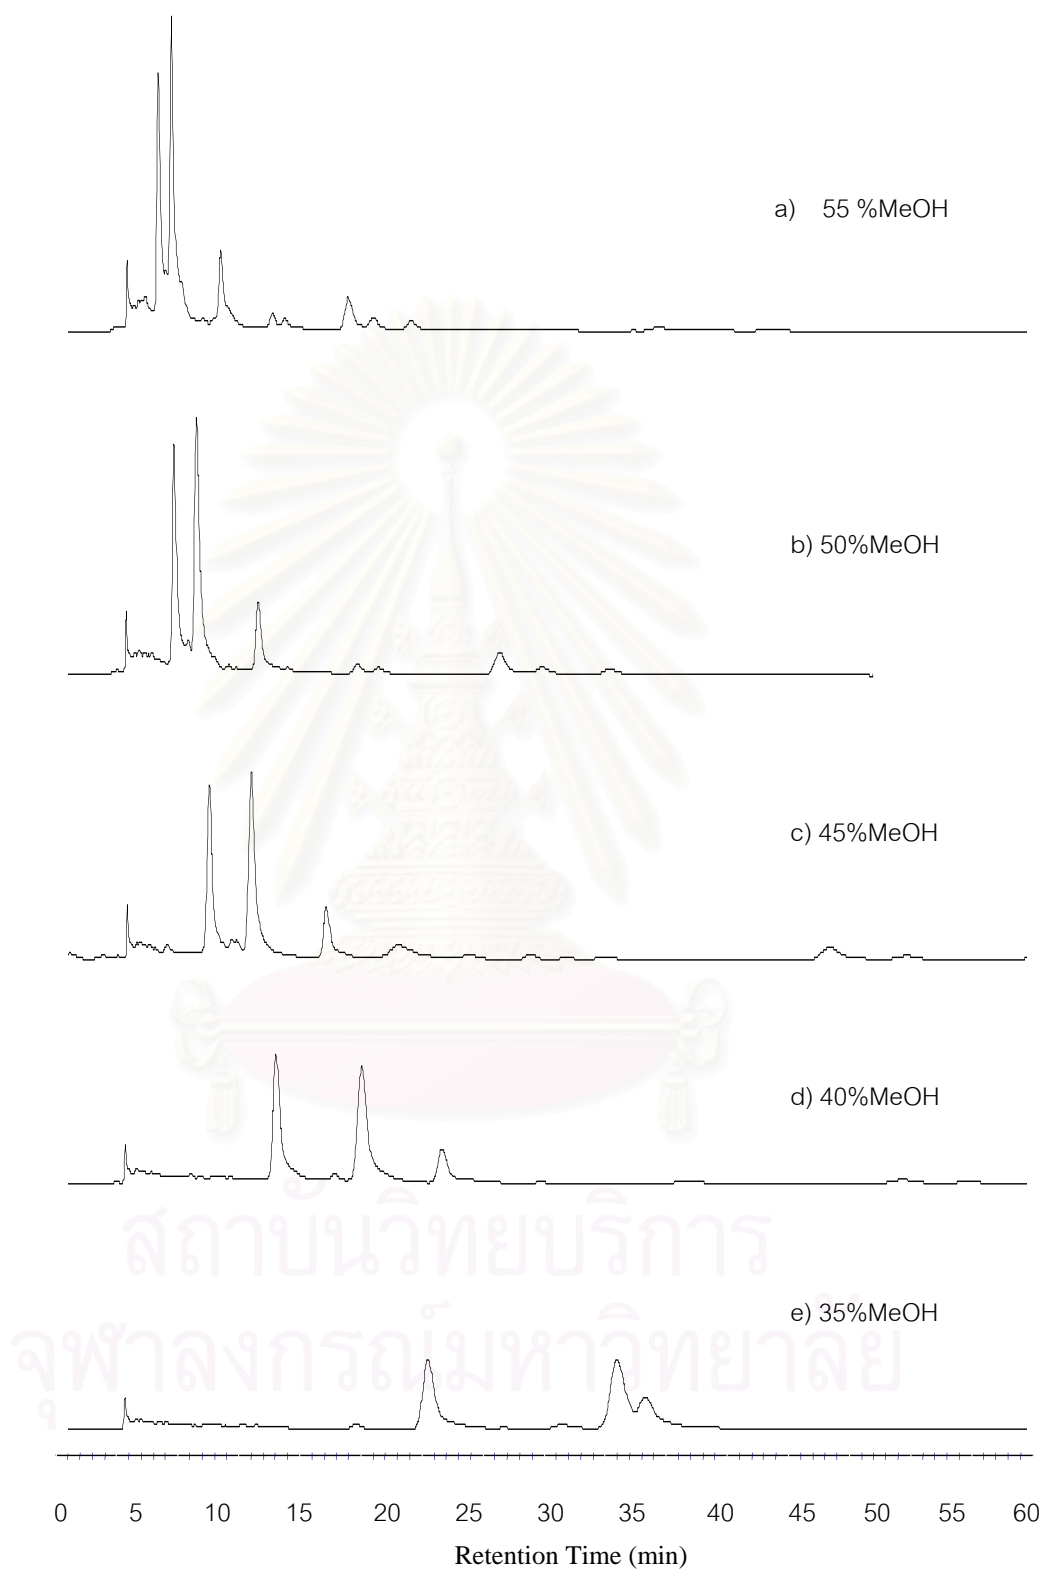 a) 55 %MeOH
b) 50%MeOH
c) 45%MeOH
d) 40%MeOH
สถาบันวิทยบริการ
e) 35%MeOH
จุฬาลงกรณ์มหาวิทยาลัย
0 5 10 15 20 25 30 35 40 45 50 55 60
Retention Time (min)